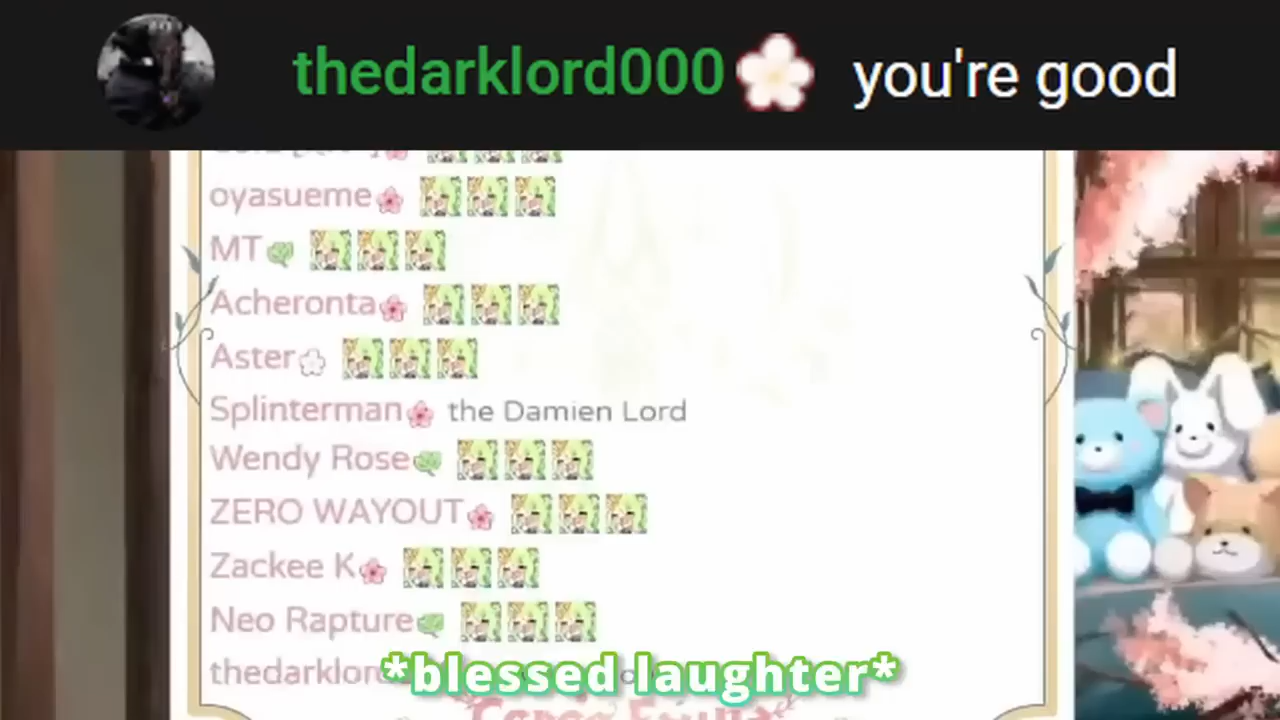 thedarklord000 you're good
oyasueme
MT
Acheronta
Aster
Splinterman the Damien Lord
Wendy Rose
ZERO WAYOUT
Zackee K
Neo Rapture
thedarklor
*blessed laughter*